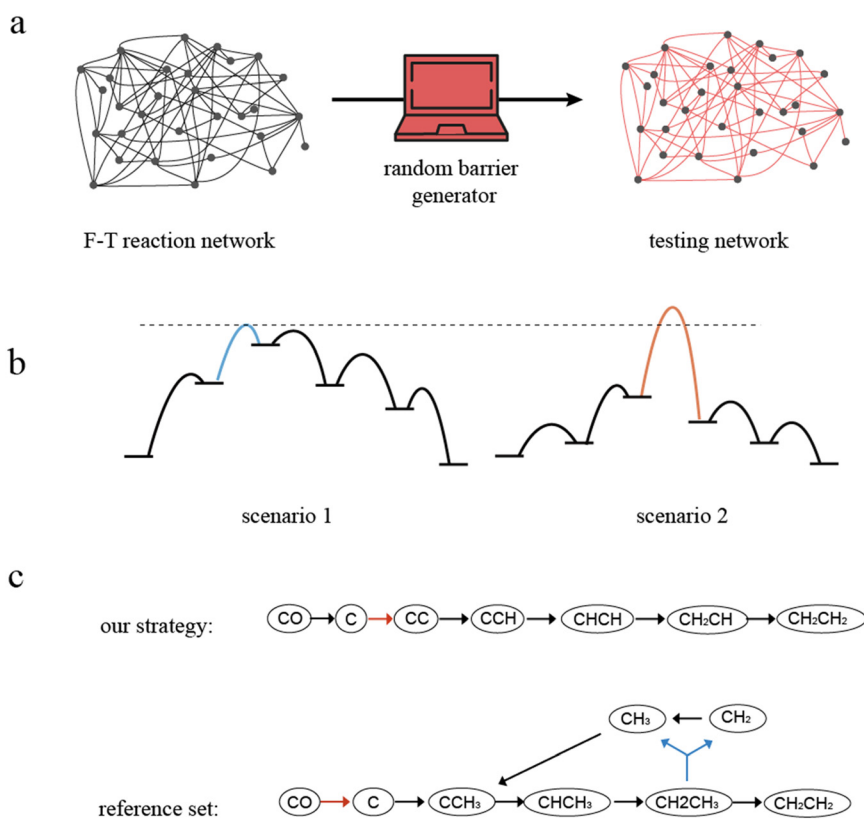 a
random barrier
generator
F-T reaction network
testing network
b
scenario 1
scenario 2
c
our strategy:
CO
C
CC
CCH
CHCH
CH₂CH
CH₂CH₂
CH₃
CH₂
reference set:
CO
C
CCH₃
CHCH₃
CH2CH₃
CH₂CH₂